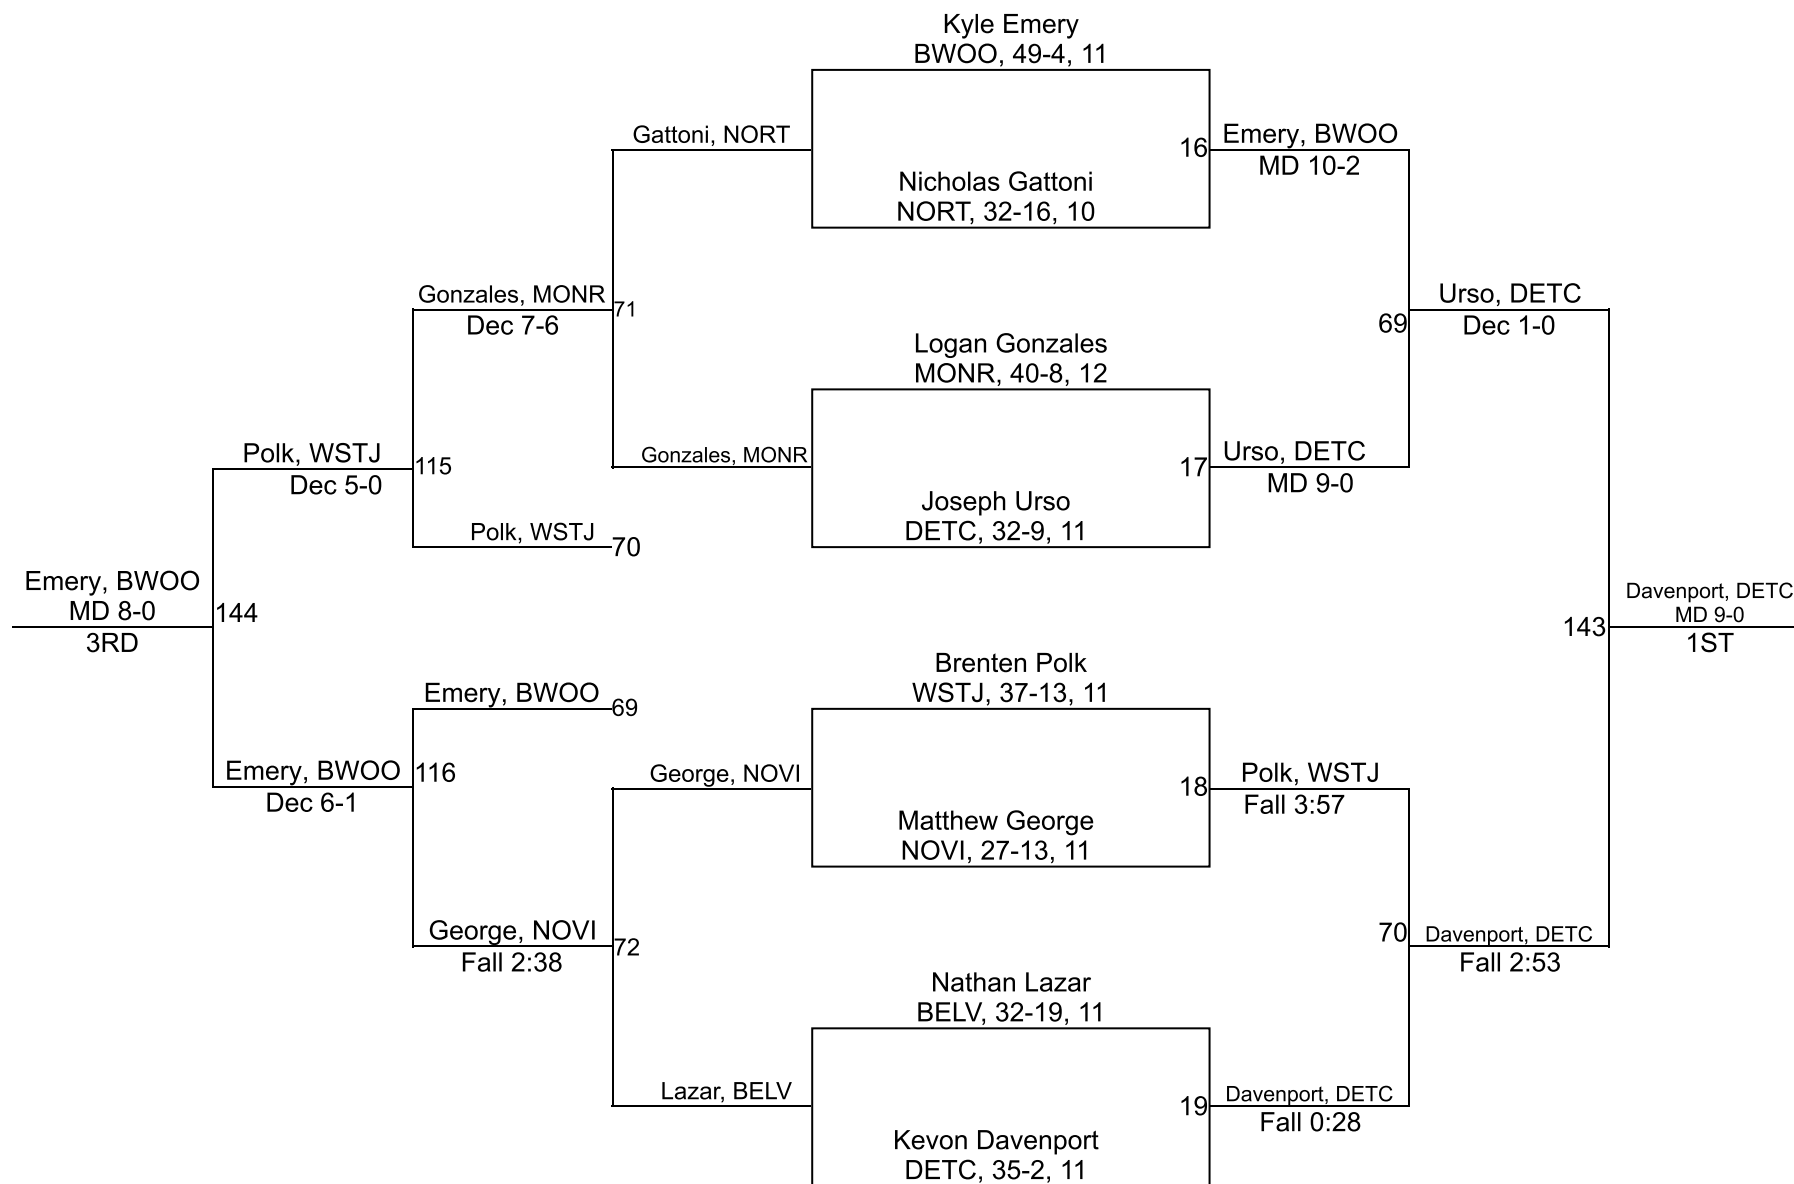 Kyle Emery
BWOO, 49-4, 11
Gattoni, NORT
16
Emery, BWOO
MD 10-2
Nicholas Gattoni
NORT, 32-16, 10
Gonzales, MONR
71
Dec 7-6
Urso, DETC
69
Dec 1-0
Logan Gonzales
MONR, 40-8, 12
Polk, WSTJ
115
Dec 5-0
Gonzales, MONR
17
Urso, DETC
MD 9-0
Joseph Urso
DETC, 32-9, 11
Polk, WSTJ
70
Emery, BWOO
MD 8-0
144
3RD
Davenport, DETC
MD 9-0
143
1ST
Brenten Polk
WSTJ, 37-13, 11
Emery, BWOO
69
Emery, BWOO
116
Dec 6-1
George, NOVI
18
Polk, WSTJ
Fall 3:57
Matthew George
NOVI, 27-13, 11
George, NOVI
72
Fall 2:38
70
Davenport, DETC
Fall 2:53
Nathan Lazar
BELV, 32-19, 11
Lazar, BELV
19
Davenport, DETC
Fall 0:28
Kevon Davenport
DETC, 35-2, 11